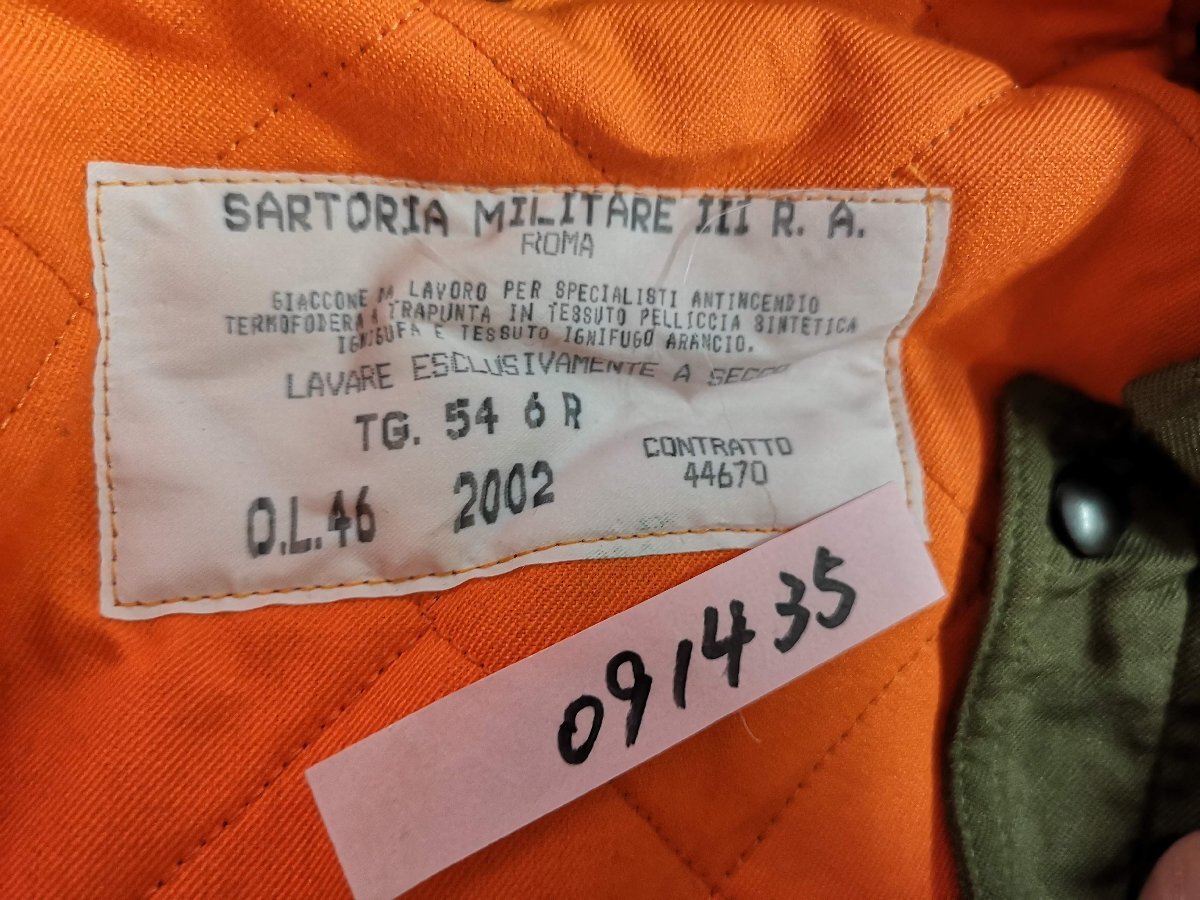 SARTORIA MILITARE III R. A.
ROMA
GIACCONE DA LAVORO PER SPECIALISTI ANTINCENDIO
TERMOFODERA TRAPUNTA IN TESSUTO PELLICCIA SINTETICA
E TESSUTO IGNIFUGO ARANCIO.
LAVARE ESCLUSIVAMENTE A SECCO
TG. 54 6 R
CONTRATTO
44670
O.L.46 2002
091435